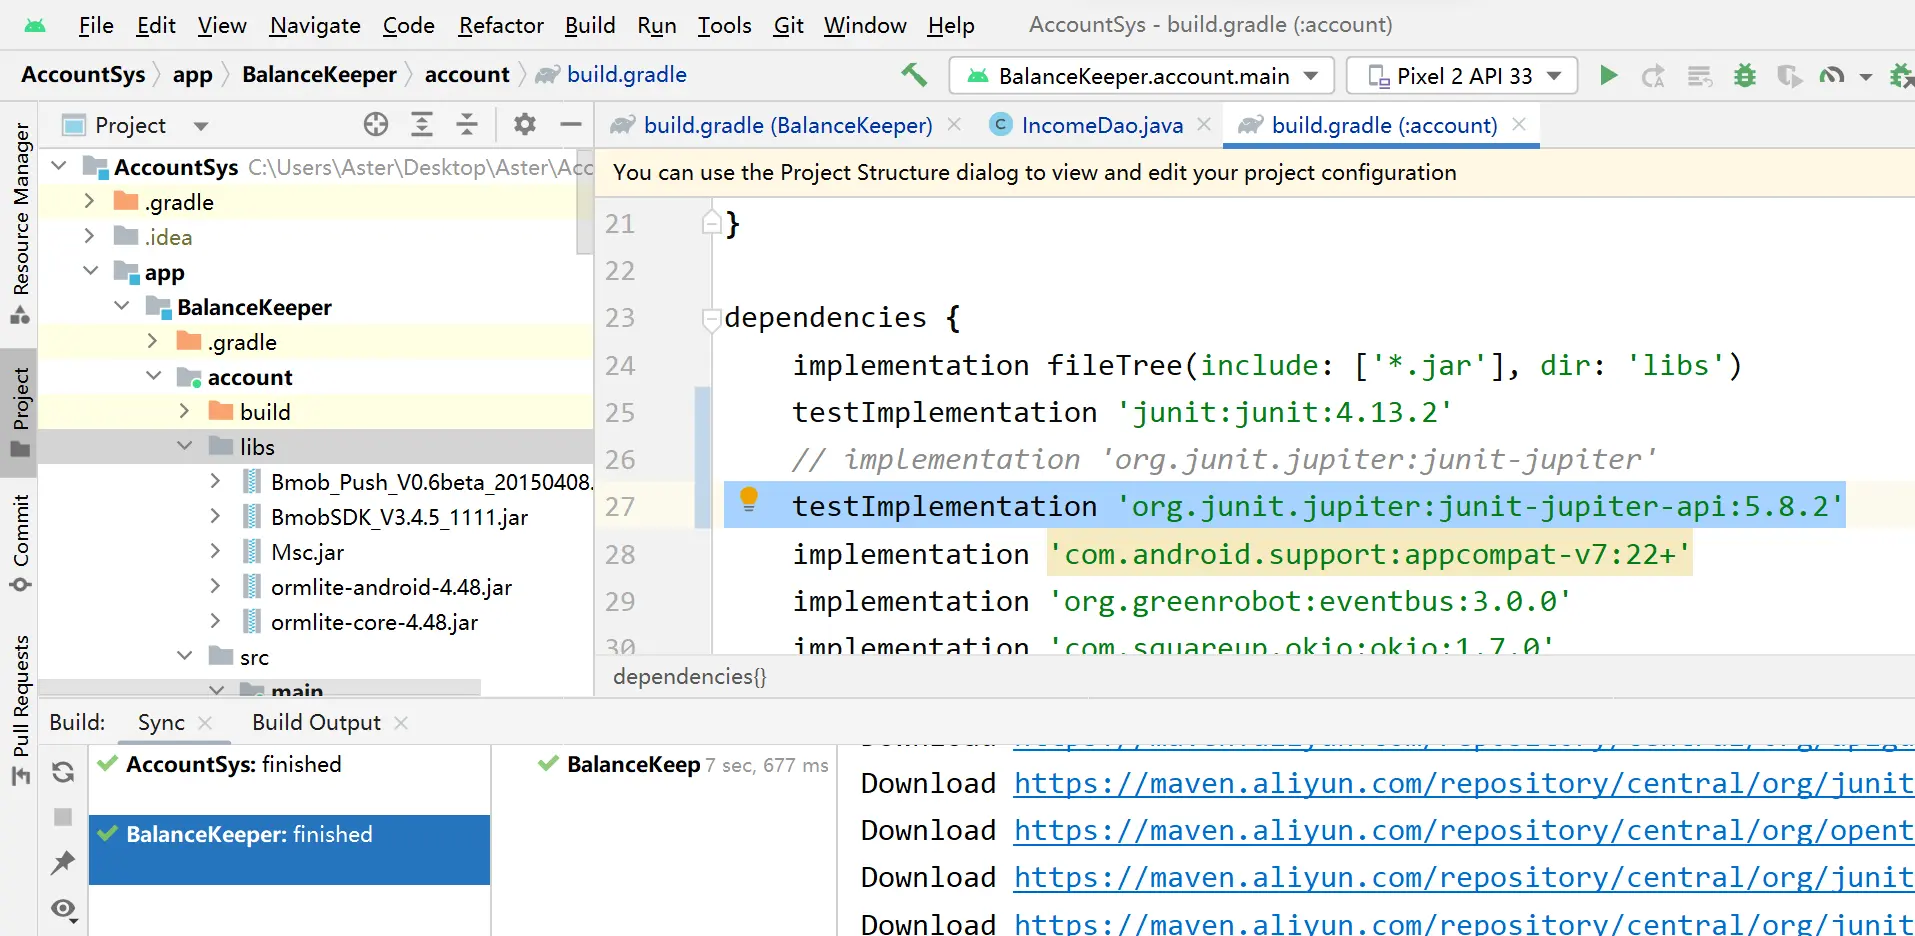 File Edit View Navigate Code Refactor Build Run Tools Git Window Help AccountSys - build.gradle (:account)
AccountSys app BalanceKeeper account build.gradle BalanceKeeper.account.main Pixel 2 API 33
Project
build.gradle (BalanceKeeper) IncomeDao.java build.gradle (:account)
Resource Manager
Project
Commit
Pull Requests
AccountSys C:\Users\Aster\Desktop\Aster\Acc
.gradle
.idea
app
BalanceKeeper
.gradle
account
build
libs
Bmob_Push_V0.6beta_20150408.
BmobSDK_V3.4.5_1111.jar
Msc.jar
ormlite-android-4.48.jar
ormlite-core-4.48.jar
src
main
You can use the Project Structure dialog to view and edit your project configuration
21 }
22
23 dependencies {
24 implementation fileTree(include: ['*.jar'], dir: 'libs')
25 testImplementation 'junit:junit:4.13.2'
26 // implementation 'org.junit.jupiter:junit-jupiter'
27 testImplementation 'org.junit.jupiter:junit-jupiter-api:5.8.2'
28 implementation 'com.android.support:appcompat-v7:22+'
29 implementation 'org.greenrobot:eventbus:3.0.0'
30 implementation 'com.squareup.okio:okio:1.7.0'
dependencies{}
Build: Sync Build Output
AccountSys: finished
BalanceKeeper: finished
BalanceKeep 7 sec, 677 ms
Download
Download https://maven.aliyun.com/repository/central/org/junit
Download https://maven.aliyun.com/repository/central/org/opent
Download https://maven.aliyun.com/repository/central/org/junit
Download https://maven.aliyun.com/repository/central/org/junit